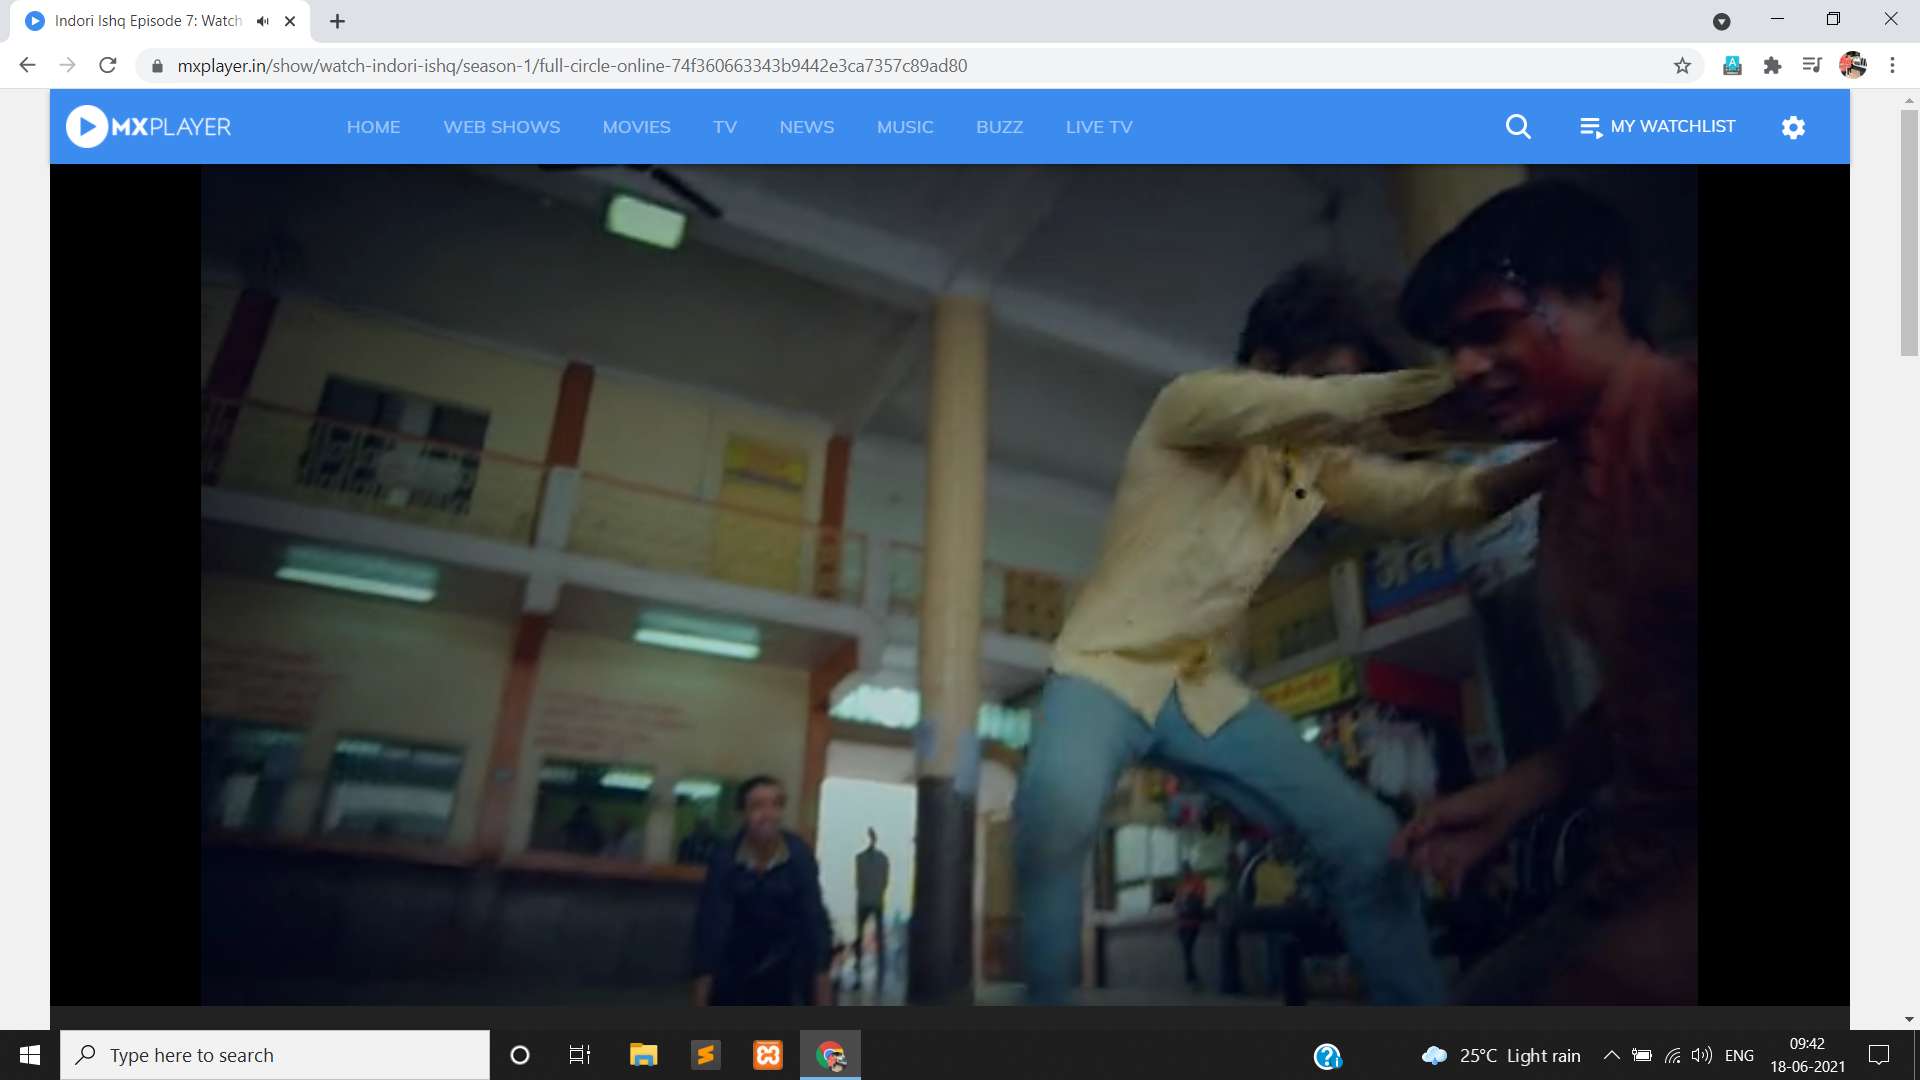 Indori Ishq Episode 7: Watch
mxplayer.in/show/watch-indori-ishq/season-1/full-circle-online-74f360663343b9442e3ca7357c89ad80
MXPLAYER HOME WEB SHOWS MOVIES TV NEWS MUSIC BUZZ LIVE TV MY WATCHLIST
Type here to search
25°C Light rain
ENG
09:42
18-06-2021